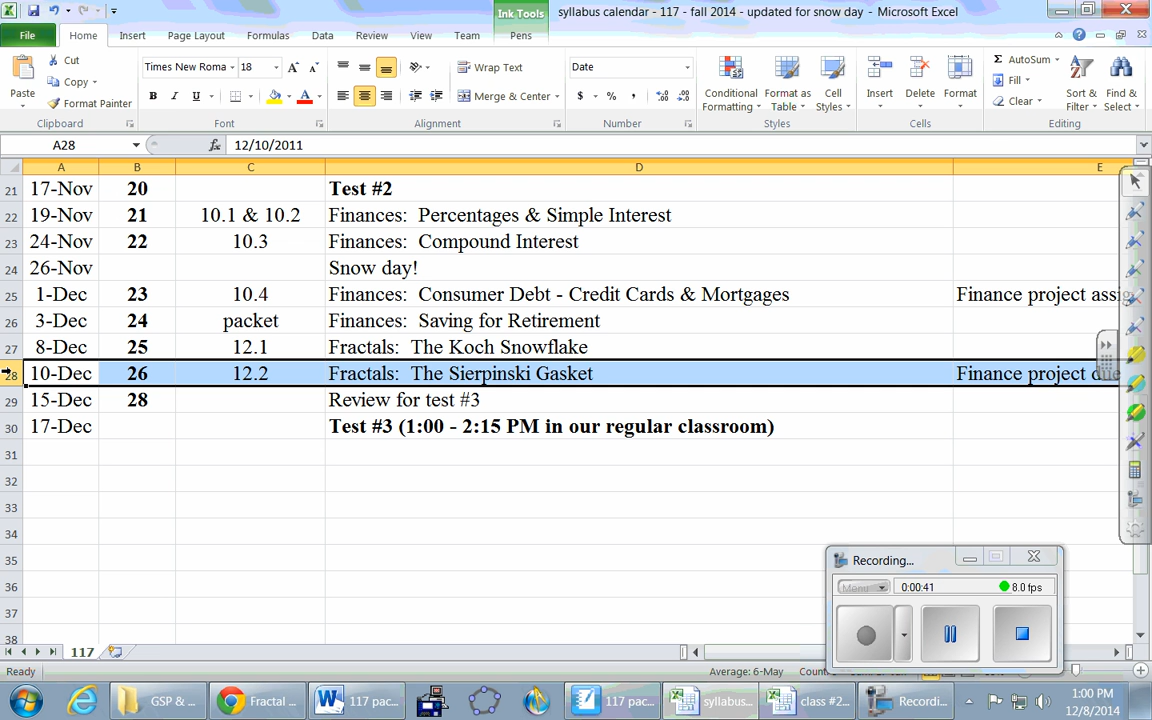 Ink Tools
syllabus calendar - 117 - fall 2014 - updated for snow day - Microsoft Excel
File Home Insert Page Layout Formulas Data Review View Team Pens
Paste Cut Copy Format Painter
Times New Roma 18
B I U A
Wrap Text
Merge & Center
Date
$ % ,
Conditional Formatting Format as Table Cell Styles
Insert Delete Format
AutoSum Fill Clear Sort & Filter Find & Select
Clipboard Font Alignment Number Styles Cells Editing
A28 fx 12/10/2011
A B C D E
21 17-Nov 20 Test #2
22 19-Nov 21 10.1 & 10.2 Finances: Percentages & Simple Interest
23 24-Nov 22 10.3 Finances: Compound Interest
24 26-Nov Snow day!
25 1-Dec 23 10.4 Finances: Consumer Debt - Credit Cards & Mortgages Finance project assi
26 3-Dec 24 packet Finances: Saving for Retirement
27 8-Dec 25 12.1 Fractals: The Koch Snowflake
28 10-Dec 26 12.2 Fractals: The Sierpinski Gasket Finance project due
29 15-Dec 28 Review for test #3
30 17-Dec Test #3 (1:00 - 2:15 PM in our regular classroom)
31
32
33
34
35
36
37
38
Recording...
Menu 0:00:41 8.0 fps
117
Ready Average: 6-May
GSP & ... Fractal ... 117 pac... 117 pac... syllabus... class #2... Recordi...
1:00 PM
12/8/2014